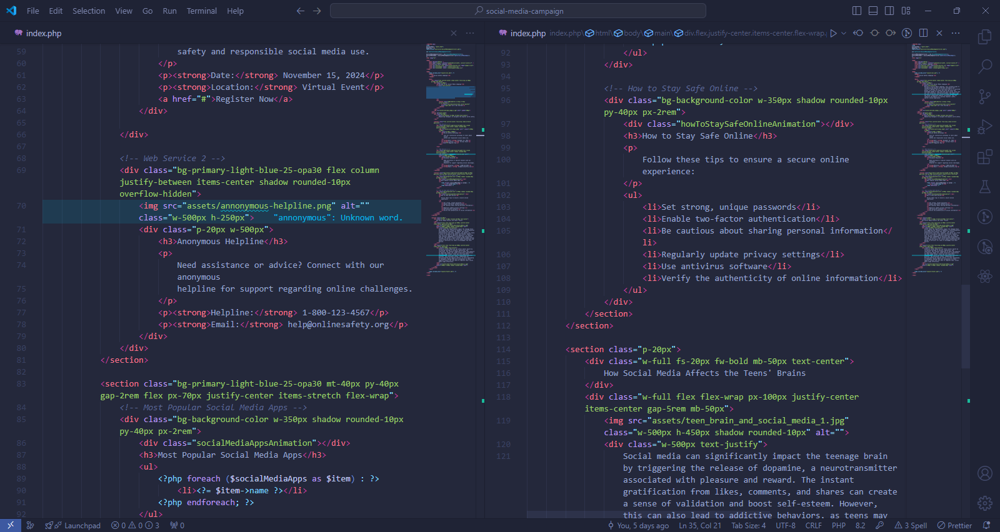 File Edit Selection View Go Run Terminal Help
social-media-campaign
index.php
59 safety and responsible social media use.
60 </p>
61 <p><strong>Date:</strong> November 15, 2024</p>
62 <p><strong>Location:</strong> Virtual Event</p>
63 <a href="#">Register Now</a>
64 </div>
65
66 </div>
67
68 <!-- Web Service 2 -->
69 <div class="bg-primary-light-blue-25-opa30 flex column
justify-between items-center shadow rounded-10px
overflow-hidden">
70 <img src="assets/annonymous-helpline.png" alt=""
class="w-500px h-250px"> "annonymous": Unknown word.
71 <div class="p-20px w-500px">
72 <h3>Anonymous Helpline</h3>
73 <p>
74 Need assistance or advice? Connect with our
anonymous
75 helpline for support regarding online challenges.
76 </p>
77 <p><strong>Helpline:</strong> 1-800-123-4567</p>
78 <p><strong>Email:</strong> help@onlinesafety.org</p>
79 </div>
80 </div>
81 </section>
82
83 <section class="bg-primary-light-blue-25-opa30 mt-40px py-40px
gap-2rem flex px-70px justify-center items-stretch flex-wrap">
84 <!-- Most Popular Social Media Apps -->
85 <div class="bg-background-color w-350px shadow rounded-10px
py-40px px-2rem">
86 <div class="socialMediaAppsAnimation"></div>
87 <h3>Most Popular Social Media Apps</h3>
88 <ul>
89 <?php foreach ($socialMediaApps as $item) : ?>
90 <li><?= $item->name ?></li>
91 <?php endforeach; ?>
92 </ul>
index.php index.php\ html\ body\ main\ div.flex.justify-center.items-center.flex-wrap.
92 </ul>
93 </div>
94
95 <!-- How to Stay Safe Online -->
96 <div class="bg-background-color w-350px shadow rounded-10px
py-40px px-2rem">
97 <div class="howToStaySafeOnlineAnimation"></div>
98 <h3>How to Stay Safe Online</h3>
99 <p>
100 Follow these tips to ensure a secure online
experience:
101 </p>
102 <ul>
103 <li>Set strong, unique passwords</li>
104 <li>Enable two-factor authentication</li>
105 <li>Be cautious about sharing personal information</
li>
106 <li>Regularly update privacy settings</li>
107 <li>Use antivirus software</li>
108 <li>Verify the authenticity of online information</li>
109 </ul>
110 </div>
111 </section>
112 </section>
113
114 <section class="p-20px">
115 <div class="w-full fs-20px fw-bold mb-50px text-center">
116 How Social Media Affects the Teens' Brains
117 </div>
118 <div class="w-full flex flex-wrap px-100px justify-center
items-center gap-5rem mb-50px">
119 <img src="assets/teen_brain_and_social_media_1.jpg"
class="w-500px h-450px shadow rounded-10px" alt="">
120 <div class="w-500px text-justify">
121 Social media can significantly impact the teenage brain
by triggering the release of dopamine, a neurotransmitter
associated with pleasure and reward. The instant
gratification from likes, comments, and shares can create
a sense of validation and boost self-esteem. However,
this can also lead to addictive behaviors, as teens may
Launchpad 0 0 3 0 You, 5 days ago Ln 35, Col 21 Tab Size: 4 UTF-8 CRLF PHP 8.2 3 Spell Prettier